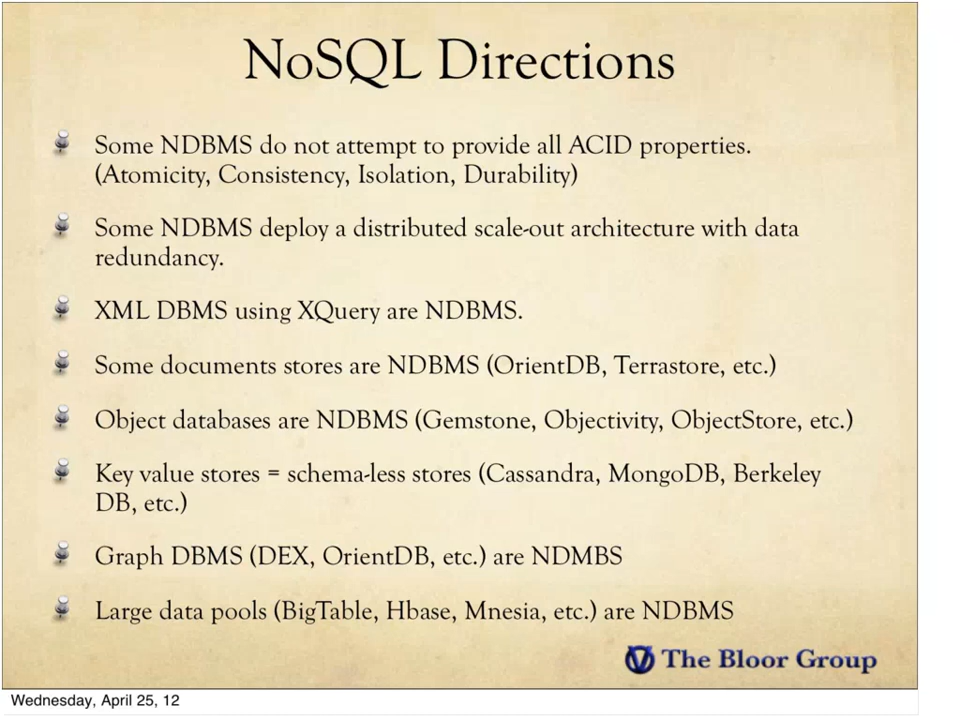 NoSQL Directions
Some NDBMS do not attempt to provide all ACID properties.
(Atomicity, Consistency, Isolation, Durability)
Some NDBMS deploy a distributed scale-out architecture with data
redundancy.
XML DBMS using XQuery are NDBMS.
Some documents stores are NDBMS (OrientDB, Terrastore, etc.)
Object databases are NDBMS (Gemstone, Objectivity, ObjectStore, etc.)
Key value stores = schema-less stores (Cassandra, MongoDB, Berkeley
DB, etc.)
Graph DBMS (DEX, OrientDB, etc.) are NDMBS
Large data pools (BigTable, Hbase, Mnesia, etc.) are NDBMS
The Bloor Group
Wednesday, April 25, 12